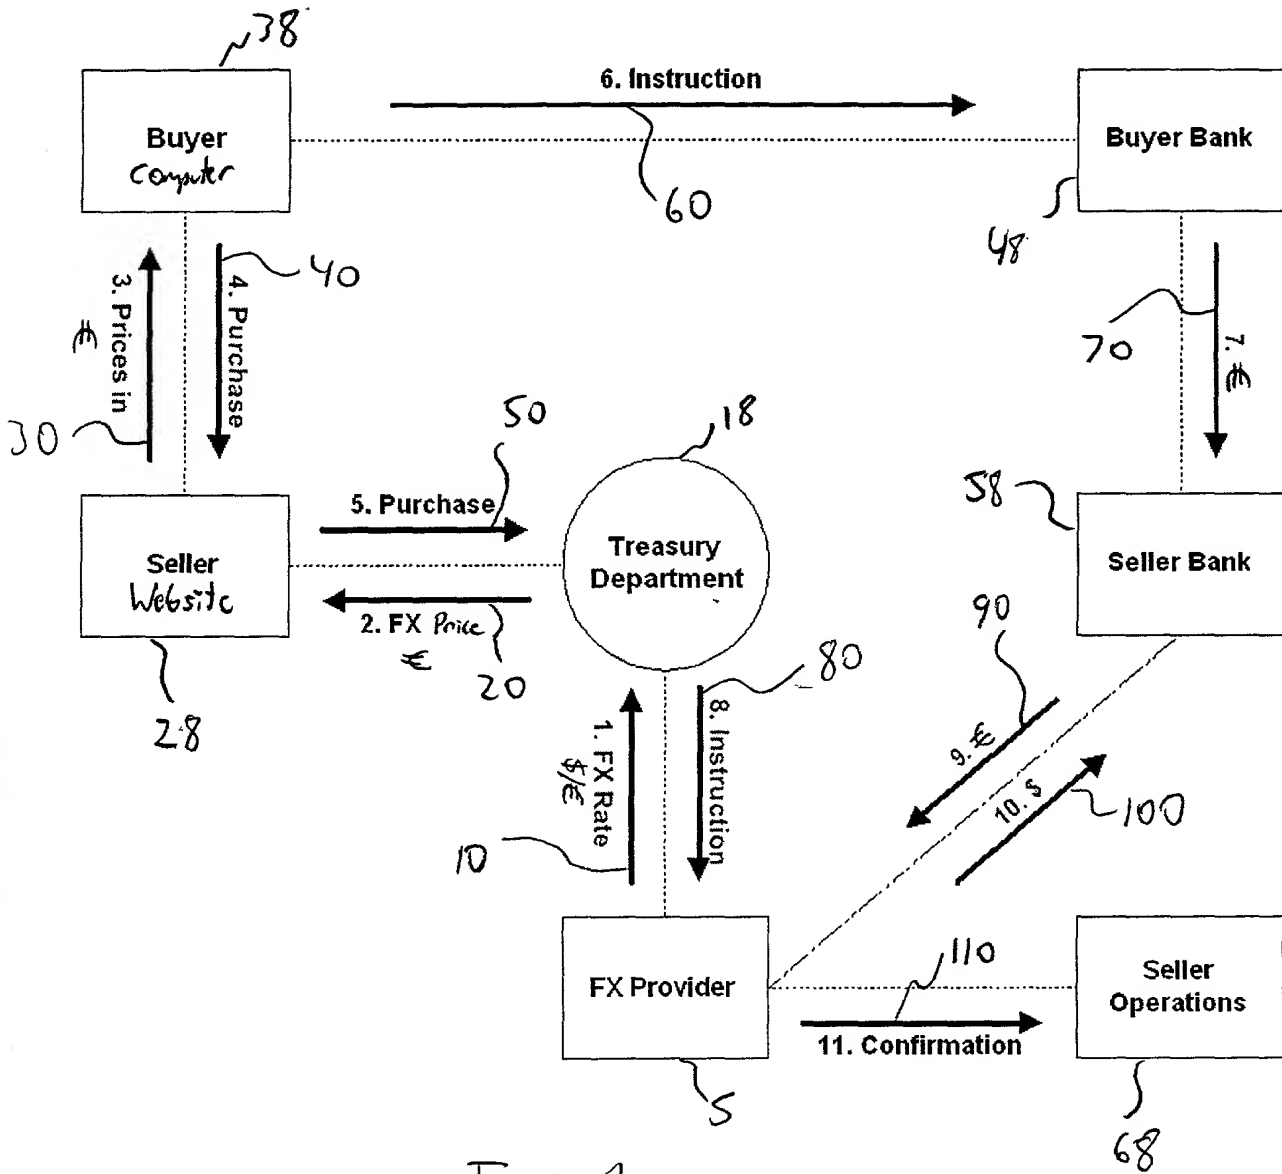 38
6. Instruction
Buyer
Computer
Buyer Bank
60
48
40
3. Prices in
€
4. Purchase
30
70
7. €
50
18
58
5. Purchase
Seller
Website
Treasury
Department
Seller Bank
2. FX Price
€
20
28
80
90
1. FX Rate
$/€
8. Instruction
9. €
10. $
100
10
110
FX Provider
Seller
Operations
11. Confirmation
5
68